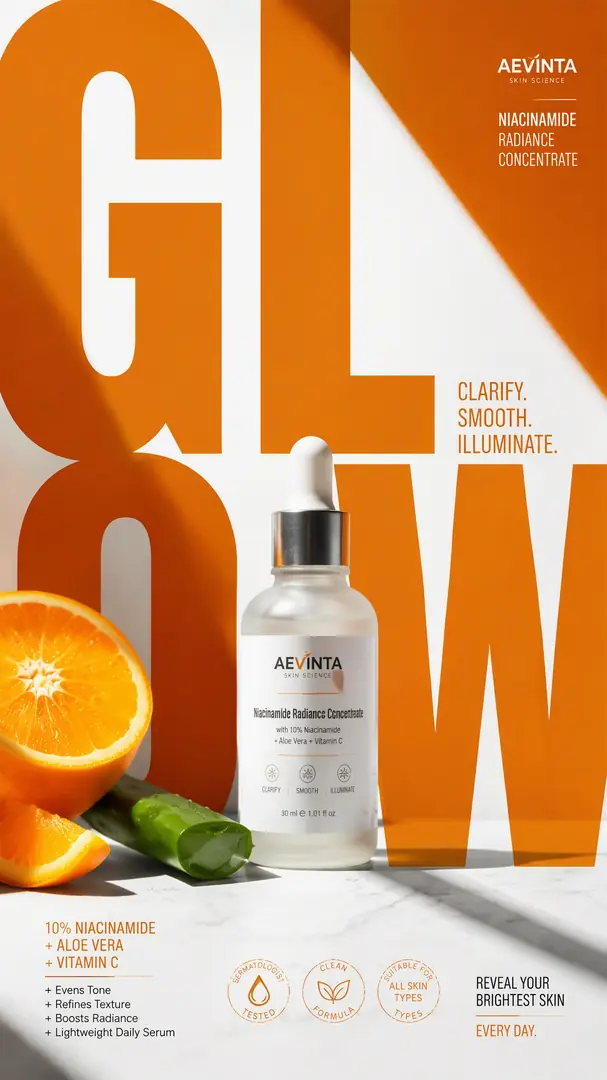 GL
OW
AEVÍNTA
SKIN SCIENCE
NIACINAMIDE
RADIANCE
CONCENTRATE
CLARIFY.
SMOOTH.
ILLUMINATE.
AEVÍNTA
SKIN SCIENCE
Niacinamide Radiance Concentrate
with 10% Niacinamide
+ Aloe Vera + Vitamin C
CLARIFY SMOOTH ILLUMINATE
30 ml ℮ 1.01 fl oz
10% NIACINAMIDE
+ ALOE VERA
+ VITAMIN C
+ Evens Tone
+ Refines Texture
+ Boosts Radiance
+ Lightweight Daily Serum
DERMATOLOGIST
TESTED
CLEAN
FORMULA
SUITABLE FOR
ALL SKIN
TYPES
TYPES
REVEAL YOUR
BRIGHTEST SKIN
EVERY DAY.